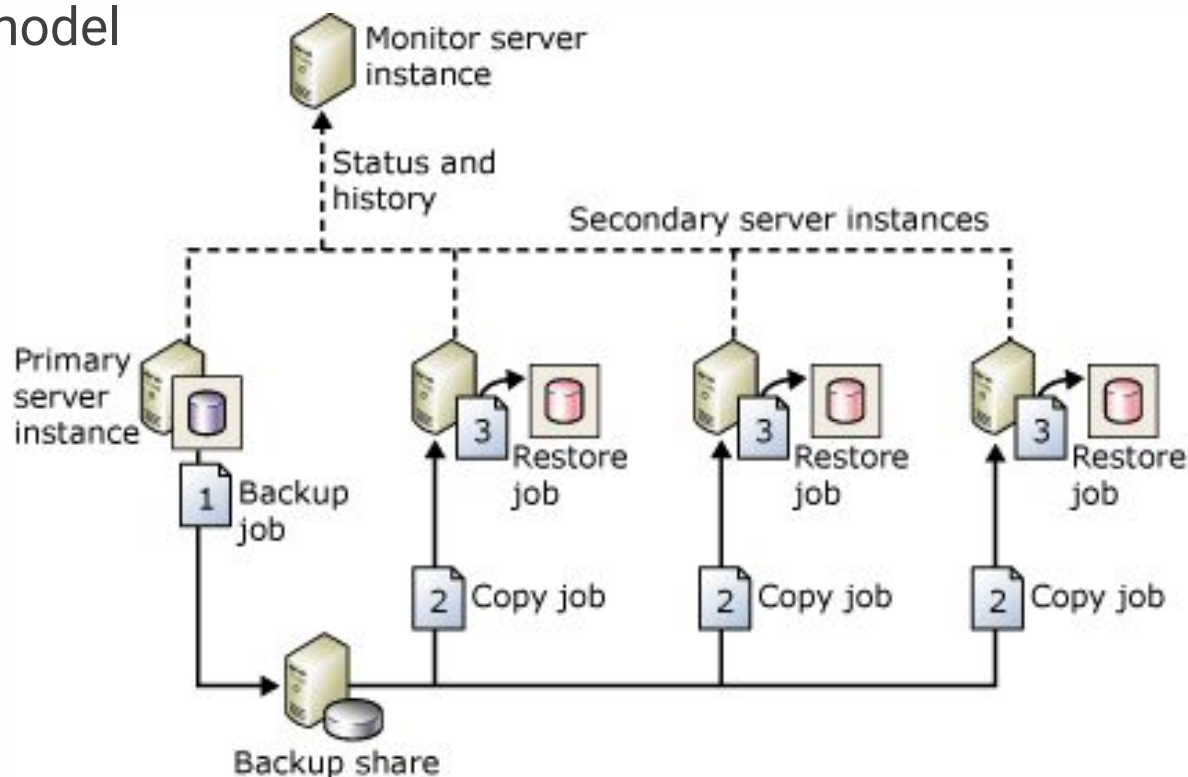 Monitor server
instance
Status and
history
Secondary server instances
Primary
server
instance
1
Backup
job
3
Restore
job
3
Restore
job
3
Restore
job
2
Copy job
2
Copy job
2
Copy job
Backup share